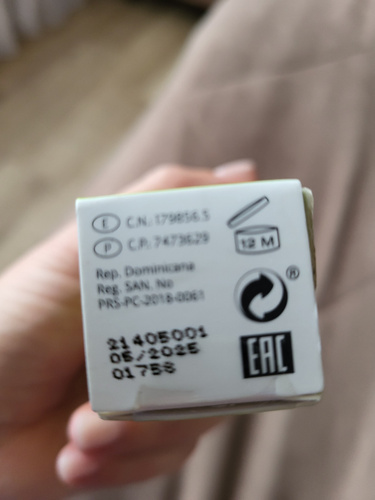 E C.N.: 179856.5
P C.P.: 7473629
12 M
Rep. Dominicana
Reg. SAN. No
PRS-PC-2018-0061
®
21405001
05/2025
01758
EAC